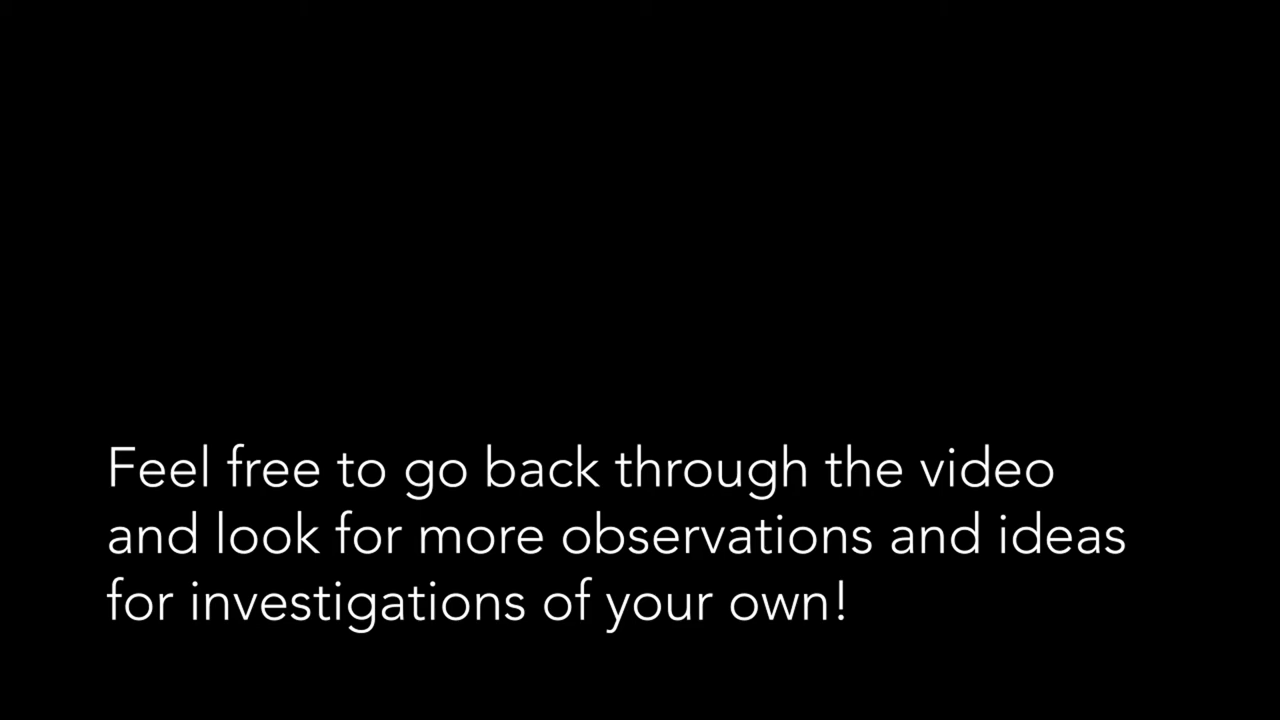 Feel free to go back through the video
and look for more observations and ideas
for investigations of your own!